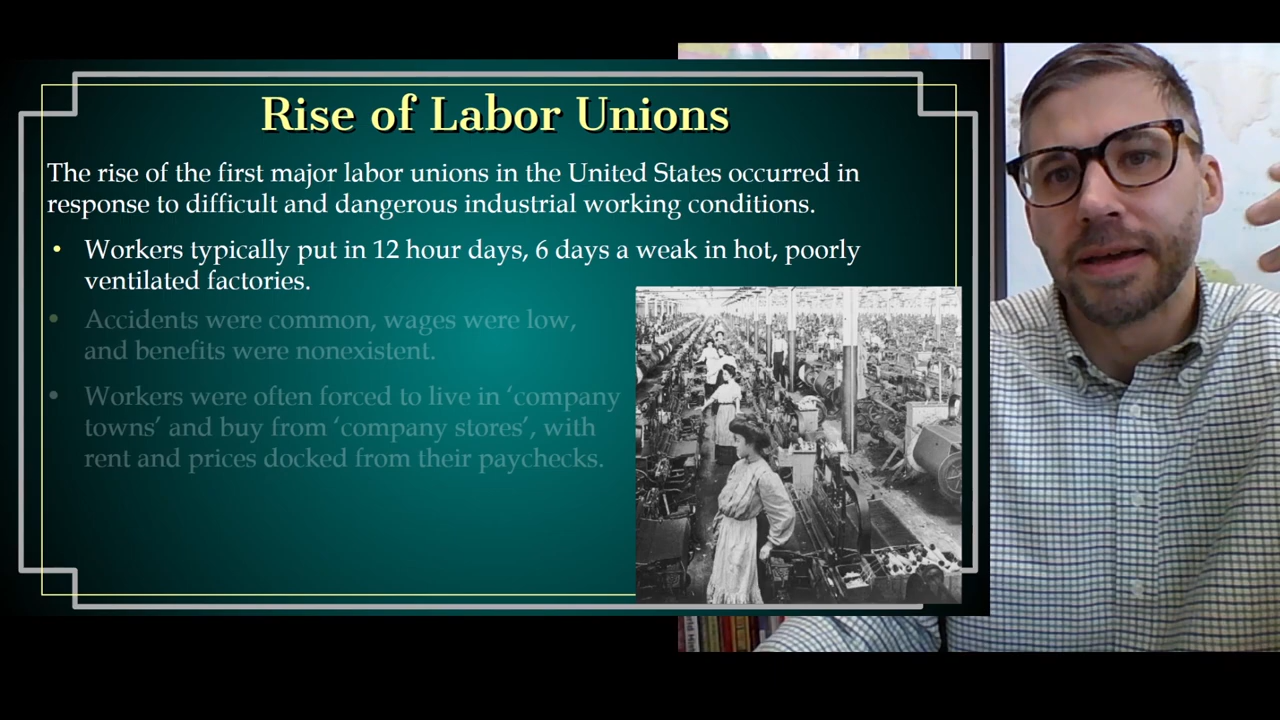 Rise of Labor Unions
The rise of the first major labor unions in the United States occurred in
response to difficult and dangerous industrial working conditions.
• Workers typically put in 12 hour days, 6 days a weak in hot, poorly
ventilated factories.
• Accidents were common, wages were low,
and benefits were nonexistent.
• Workers were often forced to live in ‘company
towns’ and buy from ‘company stores’, with
rent and prices docked from their paychecks.